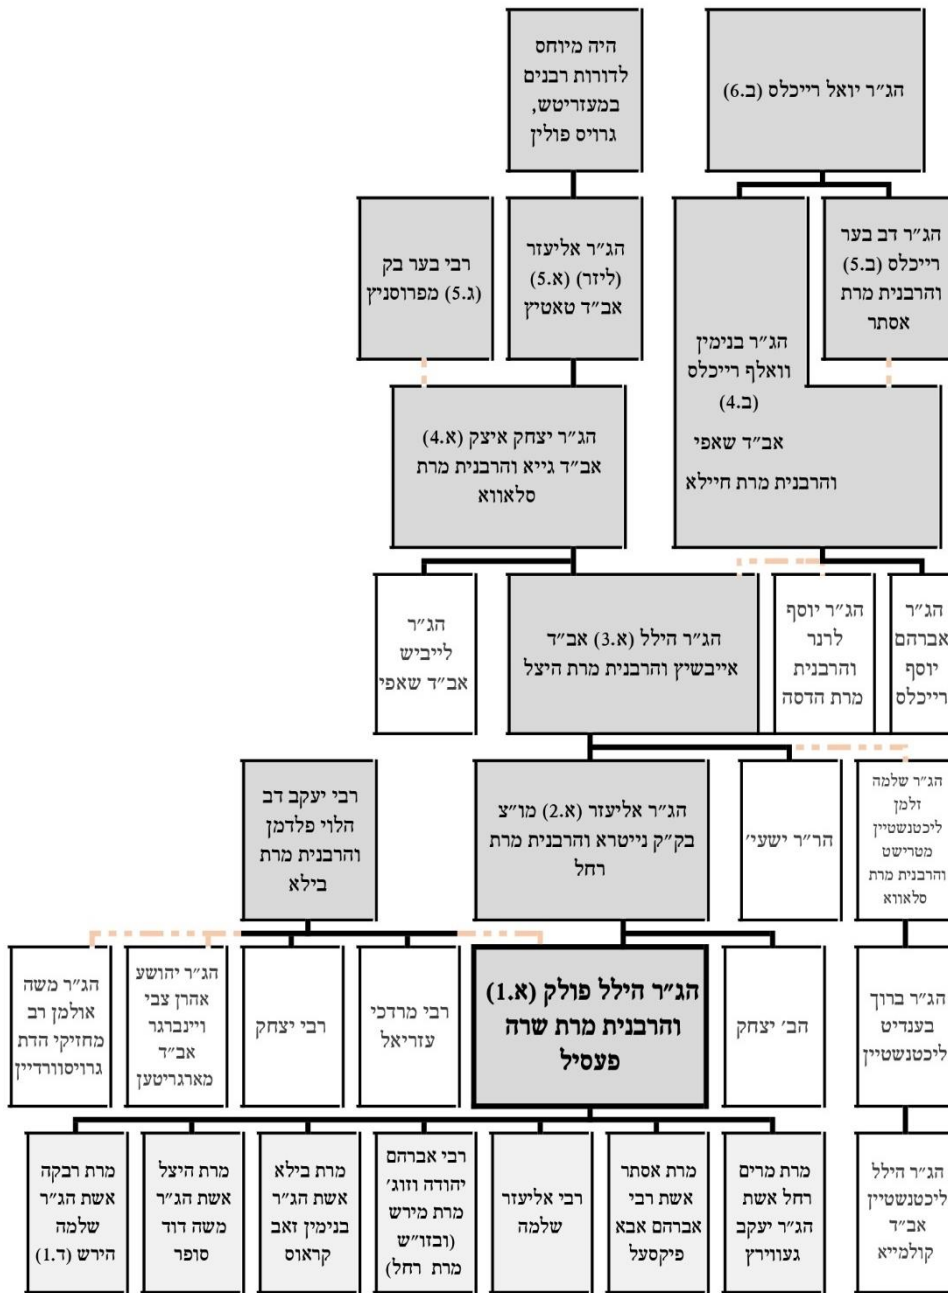 הג״ר יואל רייכלס (ב.6)
היה מיוחס
לדורות רבנים
במעזריטש,
גרויס פולין
הג״ר דב בער
רייכלס (ב.5)
והרבנית מרת
אסתר
הג״ר בנימין
וואלף רייכלס
(ב.4)
אב״ד שאפי
והרבנית מרת חיילא
הג״ר אליעזר
(ליזר) (א.5)
אב״ד טאטיץ
רבי בער בק
(ג.5) מפרוסניץ
הג״ר יצחק איצק (א.4)
אב״ד גייא והרבנית מרת
סלאווא
הג״ר
אברהם
יוסף
רייכלס
הג״ר יוסף
לרנר
והרבנית
מרת הדסה
הג״ר הילל (א.3) אב״ד
אייבשיץ והרבנית מרת היצל
הג״ר
לייביש
אב״ד שאפי
הג״ר שלמה
זלמן
ליכטנשטיין
מטרישט
והרבנית מרת
סלאווא
הר״ר ישעי׳
הג״ר אליעזר (א.2) מו״צ
בק״ק נייטרא והרבנית מרת
רחל
רבי יעקב דב
הלוי פלדמן
והרבנית מרת
בילא
הג״ר ברוך
בענדיט
ליכטנשטיין
הב׳ יצחק
הג״ר הילל פולק (א.1)
והרבנית מרת שרה
פעסיל
רבי מרדכי
עזריאל
רבי יצחק
הג״ר יהושע
אהרן צבי
ויינברגר
אב״ד
מארגריטען
הג״ר משה
אולמן רב
מחזיקי הדת
גרויסוורדיין
הג״ר הילל
ליכטנשטיין
אב״ד
קולמייא
מרת מרים
רחל אשת
הג״ר יעקב
געווירץ
מרת אסתר
אשת רבי
אברהם אבא
פיקסעל
רבי אליעזר
שלמה
רבי אברהם
יהודה וזוג׳
מרת מירש
(ובזו״ש
מרת רחל)
מרת בילא
אשת הג״ר
בנימין זאב
קראוס
מרת היצל
אשת הג״ר
משה דוד
סופר
מרת רבקה
אשת הג״ר
שלמה
הירש (ד.1)